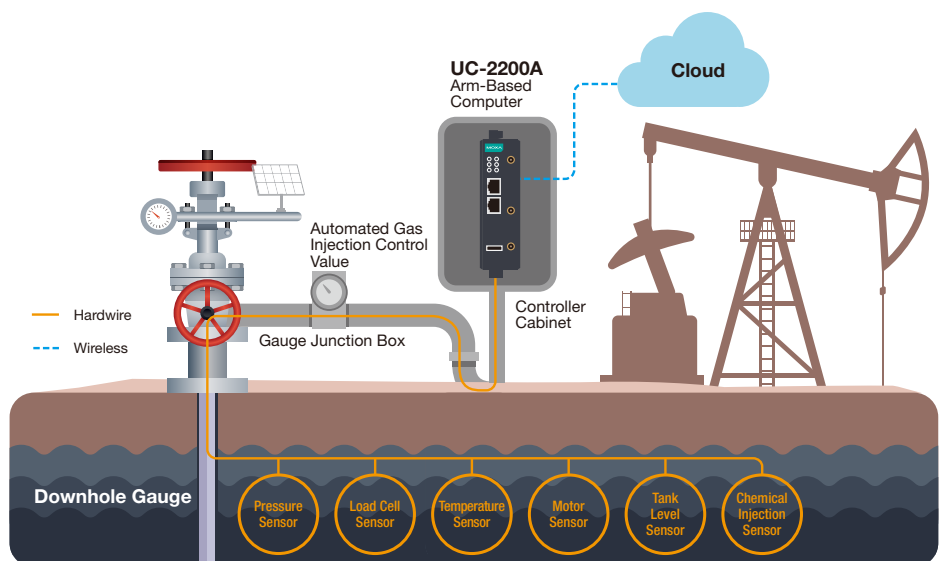 UC-2200A
Arm-Based
Computer
Cloud
MOXA
Automated Gas
Injection Control
Value
Gauge Junction Box
Controller
Cabinet
Hardwire
Wireless
Downhole Gauge
Pressure
Sensor
Load Cell
Sensor
Temperature
Sensor
Motor
Sensor
Tank
Level
Sensor
Chemical
Injection
Sensor